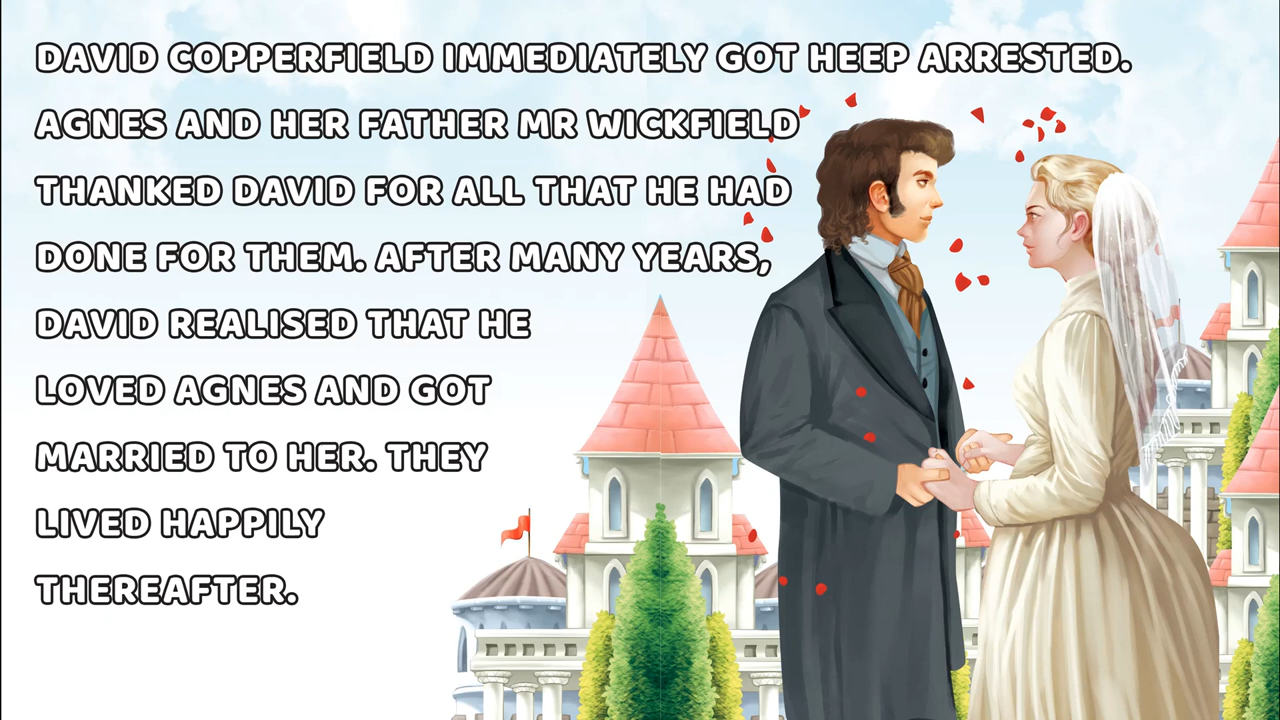 DAVID COPPERFIELD IMMEDIATELY GOT HEEP ARRESTED.
AGNES AND HER FATHER MR WICKFIELD
THANKED DAVID FOR ALL THAT HE HAD
DONE FOR THEM. AFTER MANY YEARS,
DAVID REALISED THAT HE
LOVED AGNES AND GOT
MARRIED TO HER. THEY
LIVED HAPPILY
THEREAFTER.